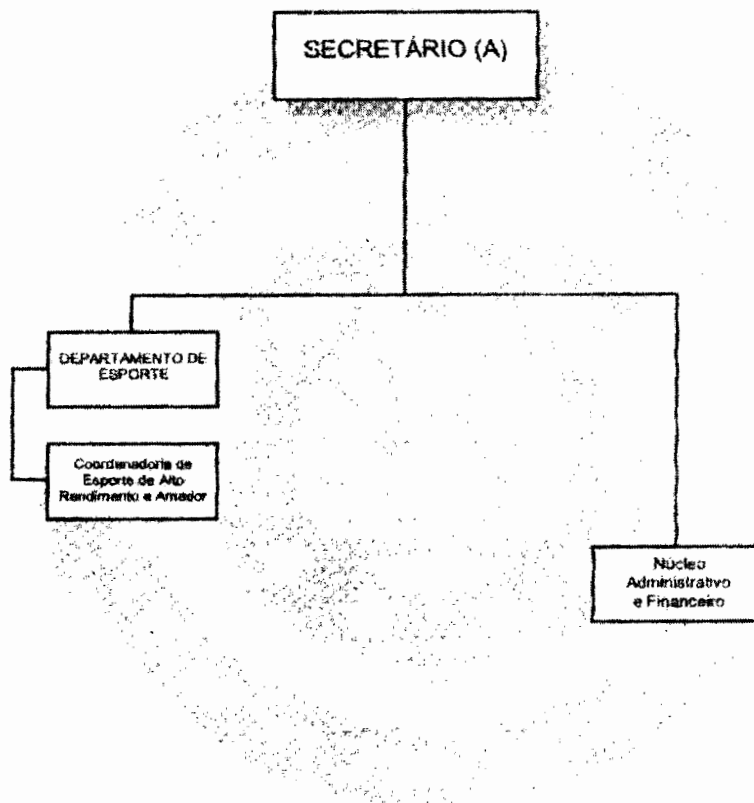 SECRETÁRIO (A)
DEPARTAMENTO DE
ESPORTE
Coordenadoria de
Esporte de Alto
Rendimento e Amador
Núcleo
Administrativo
e Financeiro